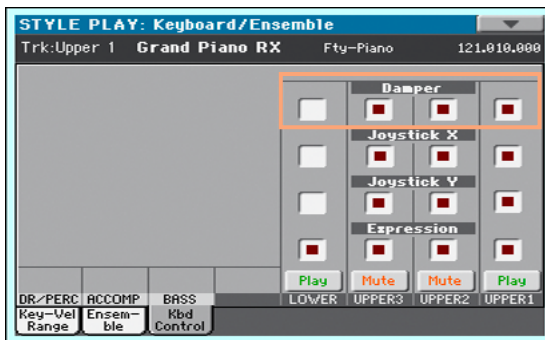 STYLE PLAY: Keyboard/Ensemble
Trk:Upper 1 Grand Piano RX Fty-Piano 121.010.000
Damper
Joystick X
Joystick Y
Expression
Play Mute Mute Play
DR/PERC ACCOMP BASS LOWER UPPER3 UPPER2 UPPER1
Key-Vel Ensem- Kbd
Range ble Control